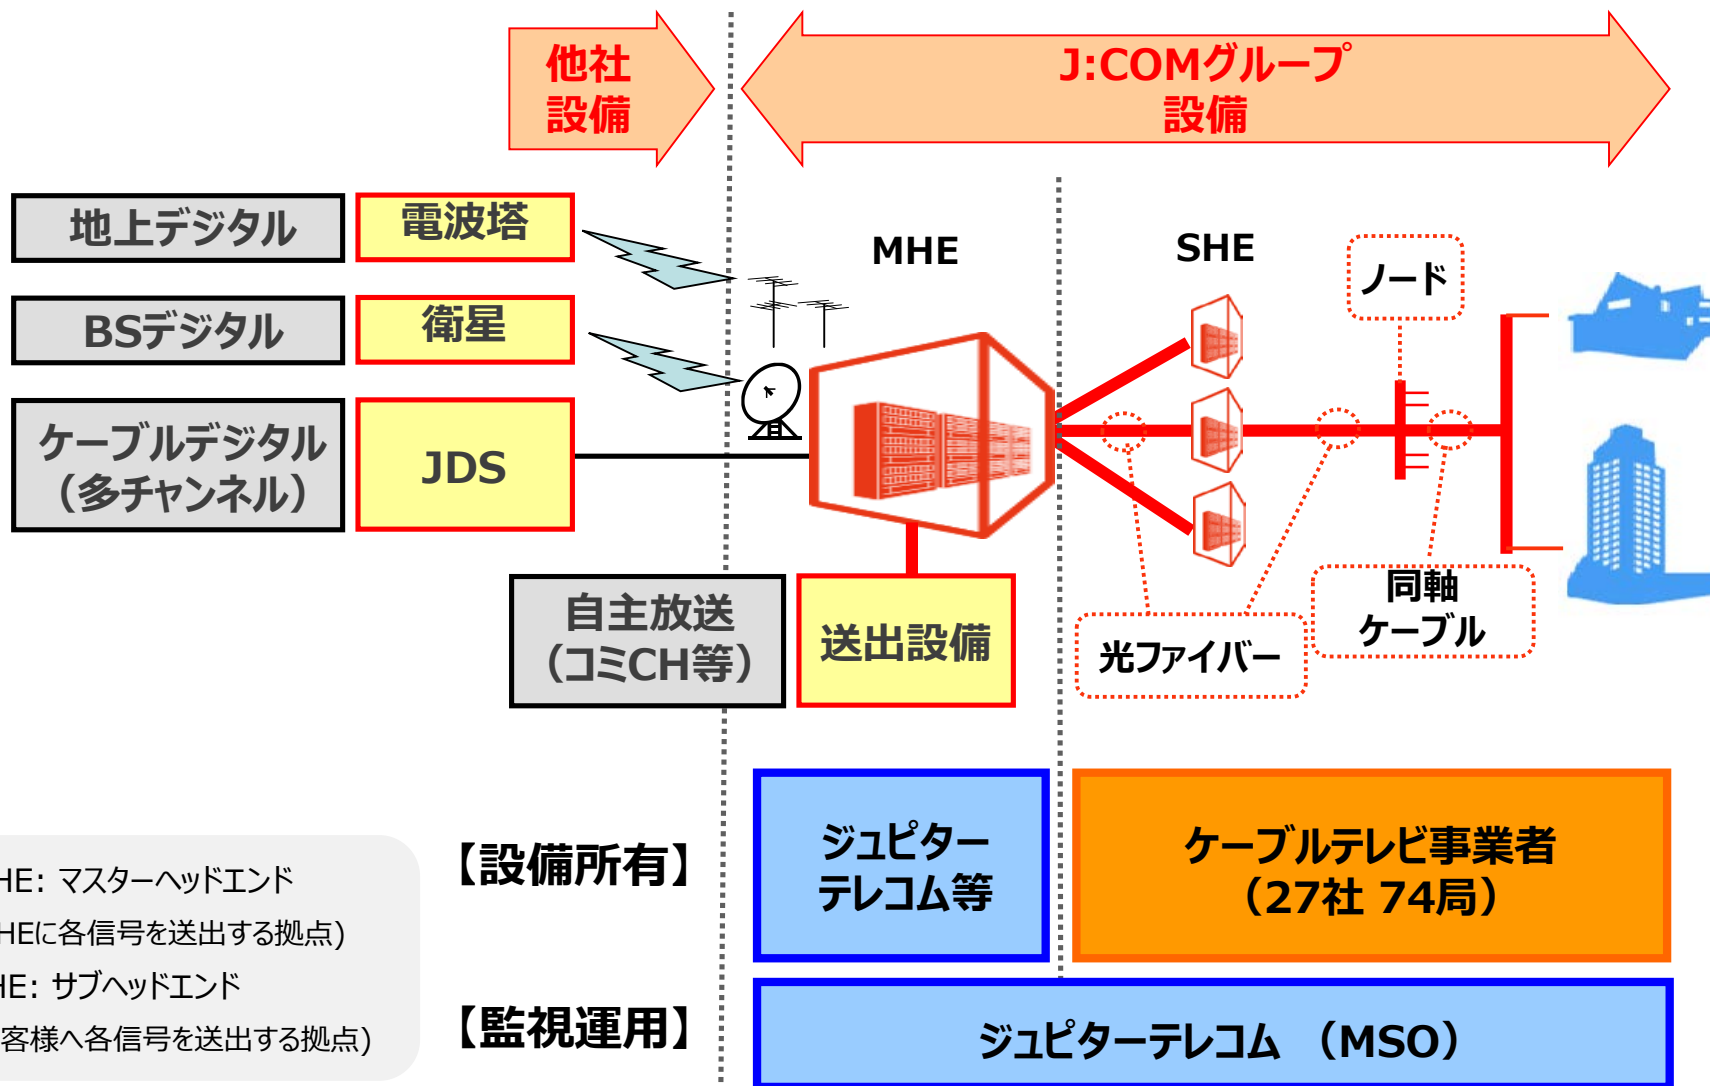 他社
設備
J:COMグループ
設備
地上デジタル
電波塔
MHE
SHE
ノード
BSデジタル
衛星
ケーブルデジタル
（多チャンネル）
JDS
自主放送
（コミCH等）
送出設備
光ファイバー
同軸
ケーブル
【設備所有】
ジュピター
テレコム等
ケーブルテレビ事業者
（27社 74局）
HE: マスターヘッドエンド
HEに各信号を送出する拠点)
HE: サブヘッドエンド
客様へ各信号を送出する拠点)
【監視運用】
ジュピターテレコム （MSO）